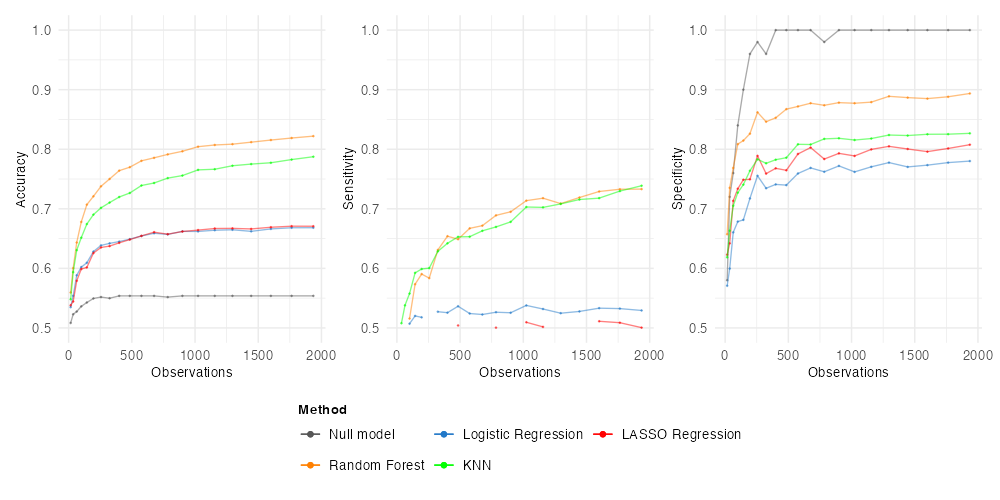 1.0
0.9
0.8
0.7
0.6
0.5
Accuracy
0 500 1000 1500 2000
Observations
1.0
0.9
0.8
0.7
0.6
0.5
Sensitivity
0 500 1000 1500 2000
Observations
1.0
0.9
0.8
0.7
0.6
0.5
Specificity
0 500 1000 1500 2000
Observations
Method
Null model Logistic Regression LASSO Regression
Random Forest KNN